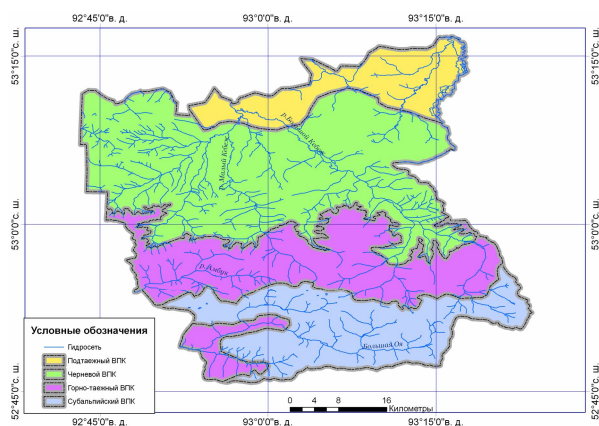 92°45'0"в. д. 93°0'0"в. д. 93°15'0"в. д.
53°15'0"с. ш. 53°15'0"с. ш.
р.Большой Кебеж
р.Малый Кебеж
53°0'0"с. ш. 53°0'0"с. ш.
Большая Оя
Условные обозначения
Гидросеть
Подтаежный ВПК
Черневой ВПК
Горно-таежный ВПК
Субальпийский ВПК
0 4 8 16
Километры
52°45'0"с. ш. 52°45'0"с. ш.
92°45'0"в. д. 93°0'0"в. д. 93°15'0"в. д.